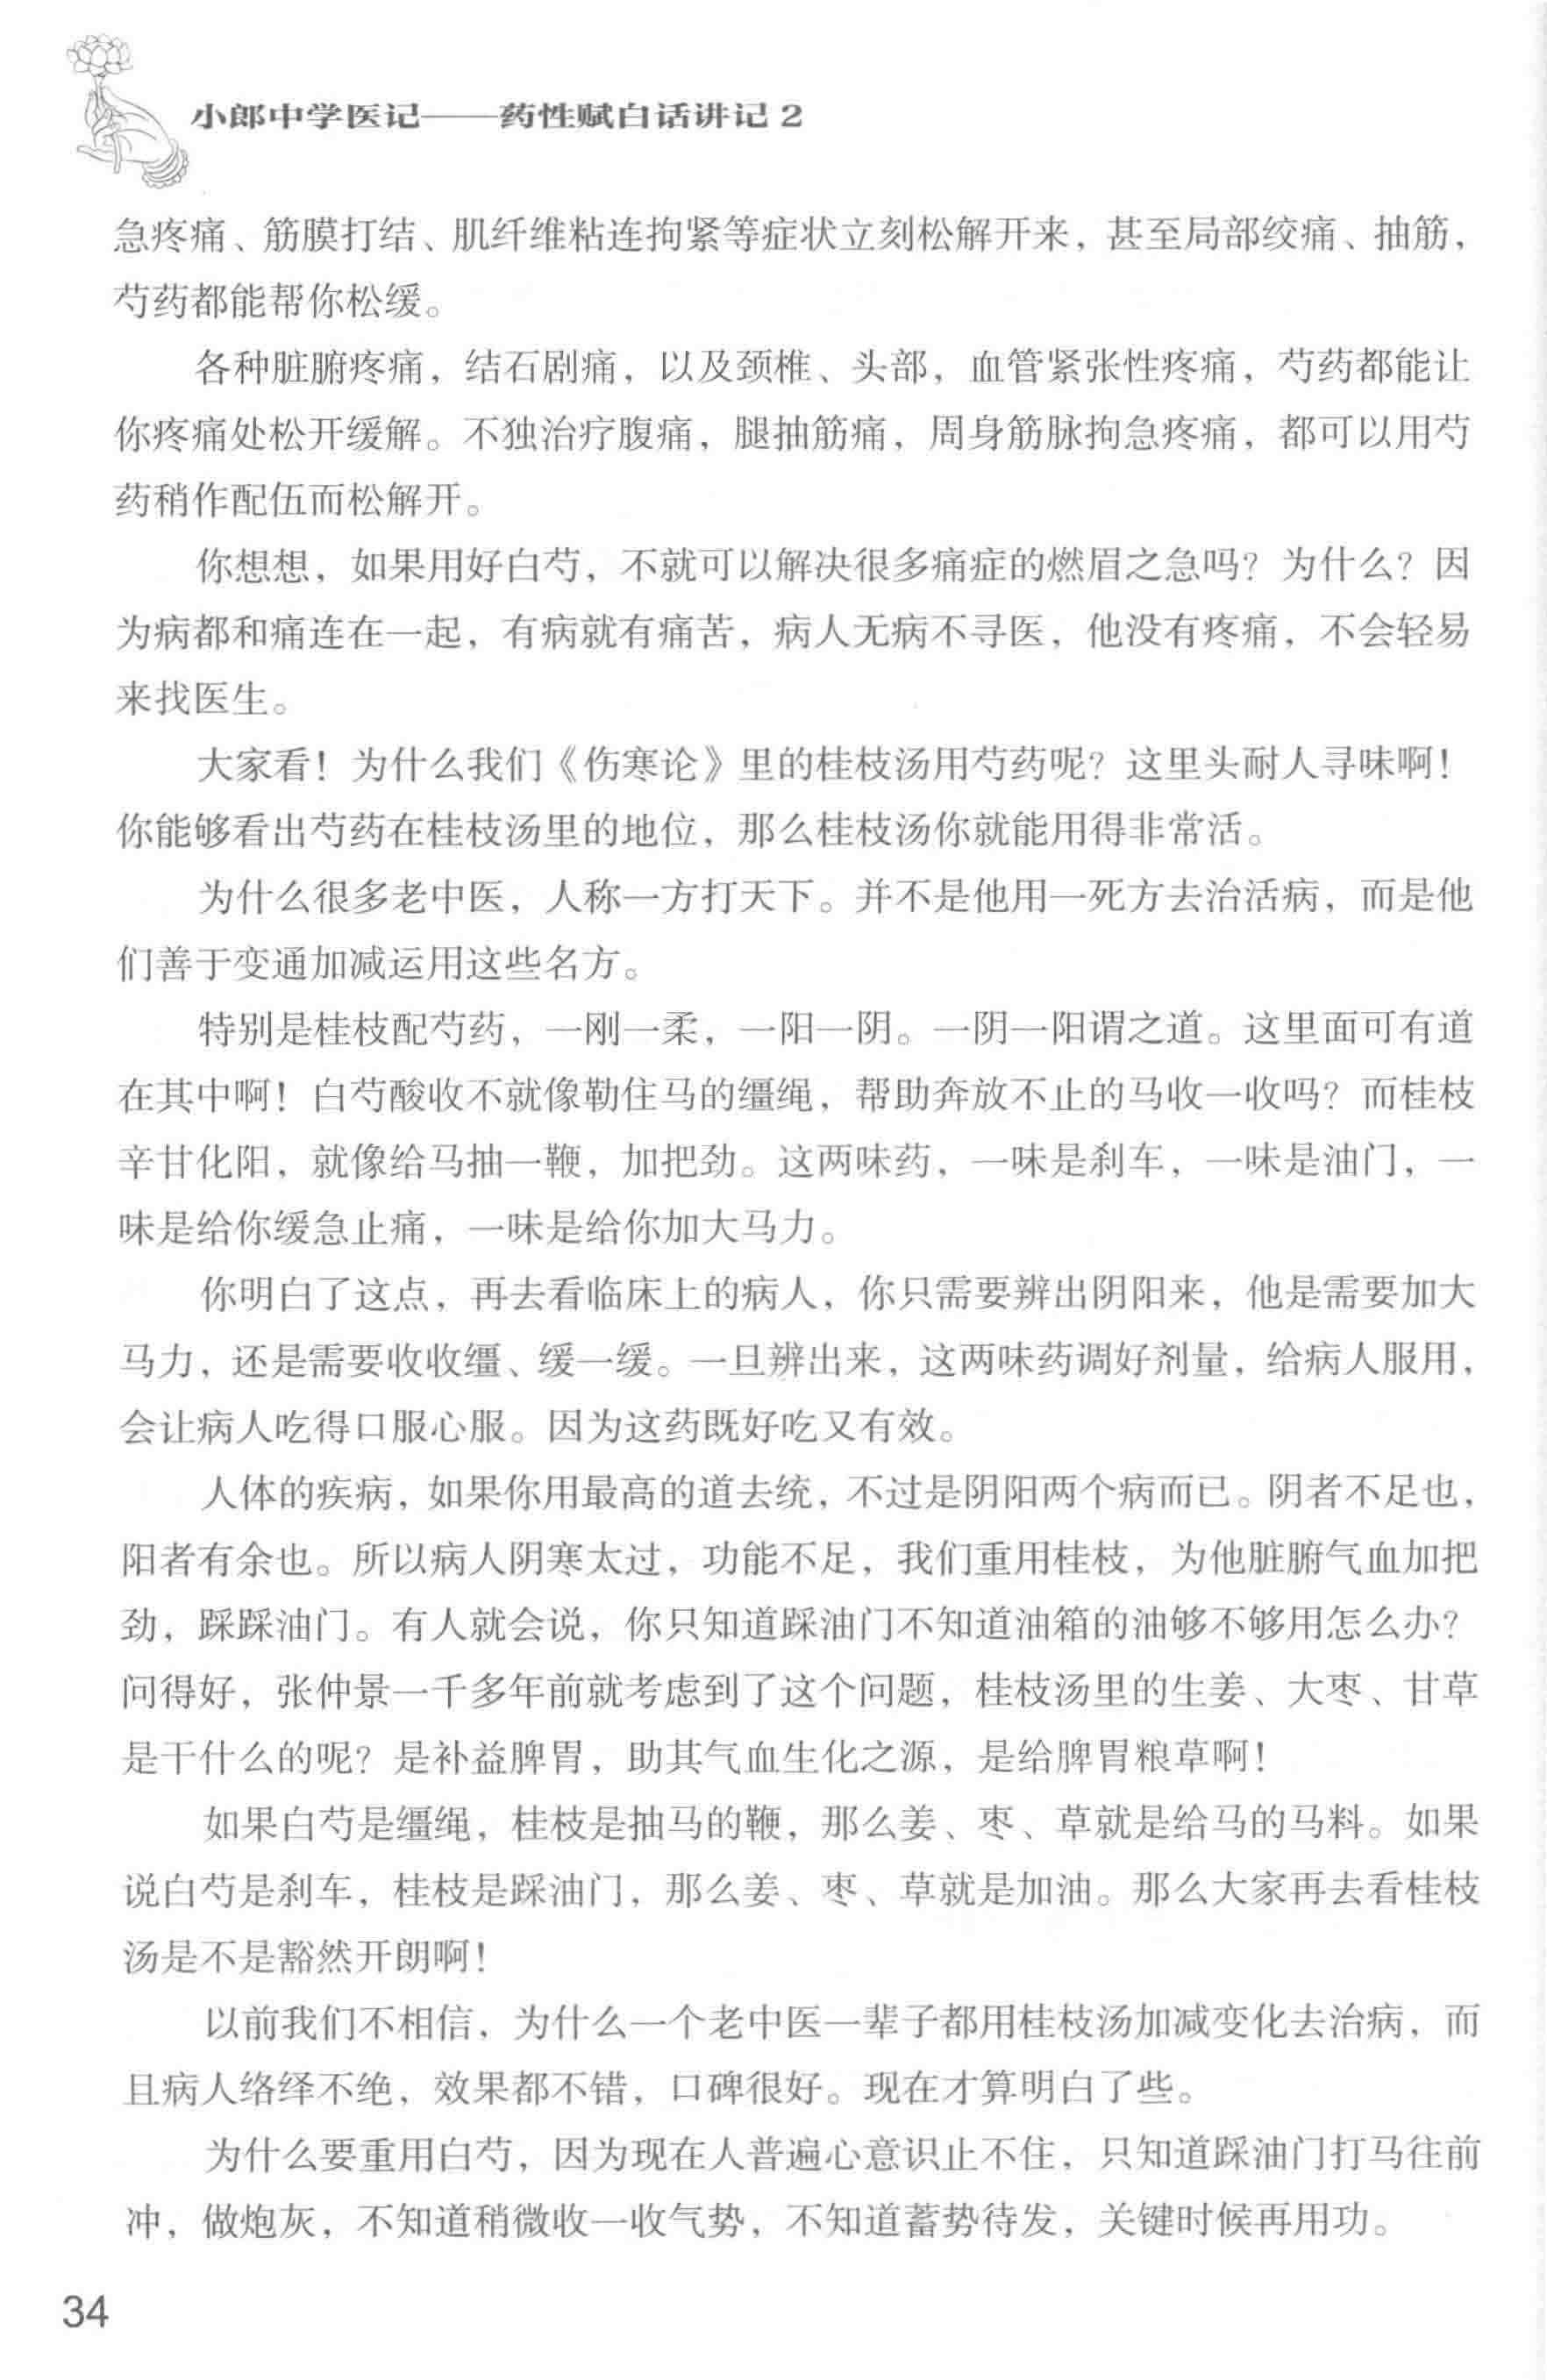 小郎中学医记——药性赋白话讲记 2
急疼痛、筋膜打结、肌纤维粘连拘紧等症状立刻松解开来，甚至局部绞痛、抽筋，
芍药都能帮你松缓。
各种脏腑疼痛，结石剧痛，以及颈椎、头部，血管紧张性疼痛，芍药都能让
你疼痛处松开缓解。不独治疗腹痛，腿抽筋痛，周身筋脉拘急疼痛，都可以用芍
药稍作配伍而松解开。
你想想，如果用好白芍，不就可以解决很多痛症的燃眉之急吗？为什么？因
为病都和痛连在一起，有病就有痛苦，病人无病不寻医，他没有疼痛，不会轻易
来找医生。
大家看！为什么我们《伤寒论》里的桂枝汤用芍药呢？这里头耐人寻味啊！
你能够看出芍药在桂枝汤里的地位，那么桂枝汤你就能用得非常活。
为什么很多老中医，人称一方打天下。并不是他用一死方去治活病，而是他
们善于变通加减运用这些名方。
特别是桂枝配芍药，一刚一柔，一阳一阴。一阴一阳谓之道。这里面可有道
在其中啊！白芍酸收不就像勒住马的缰绳，帮助奔放不止的马收一收吗？而桂枝
辛甘化阳，就像给马抽一鞭，加把劲。这两味药，一味是刹车，一味是油门，一
味是给你缓急止痛，一味是给你加大马力。
你明白了这点，再去看临床上的病人，你只需要辨出阴阳来，他是需要加大
马力，还是需要收收缰、缓一缓。一旦辨出来，这两味药调好剂量，给病人服用，
会让病人吃得口服心服。因为这药既好吃又有效。
人体的疾病，如果你用最高的道去统，不过是阴阳两个病而已。阴者不足也，
阳者有余也。所以病人阴寒太过，功能不足，我们重用桂枝，为他脏腑气血加把
劲，踩踩油门。有人就会说，你只知道踩油门不知道油箱的油够不够用怎么办？
问得好，张仲景一千多年前就考虑到了这个问题，桂枝汤里的生姜、大枣、甘草
是干什么的呢？是补益脾胃，助其气血生化之源，是给脾胃粮草啊！
如果白芍是缰绳，桂枝是抽马的鞭，那么姜、枣、草就是给马的马料。如果
说白芍是刹车，桂枝是踩油门，那么姜、枣、草就是加油。那么大家再去看桂枝
汤是不是豁然开朗啊！
以前我们不相信，为什么一个老中医一辈子都用桂枝汤加减变化去治病，而
且病人络绎不绝，效果都不错，口碑很好。现在才算明白了些。
为什么要重用白芍，因为现在人普遍心意识止不住，只知道踩油门打马往前
冲，做炮灰，不知道稍微收一收气势，不知道蓄势待发，关键时候再用功。
34